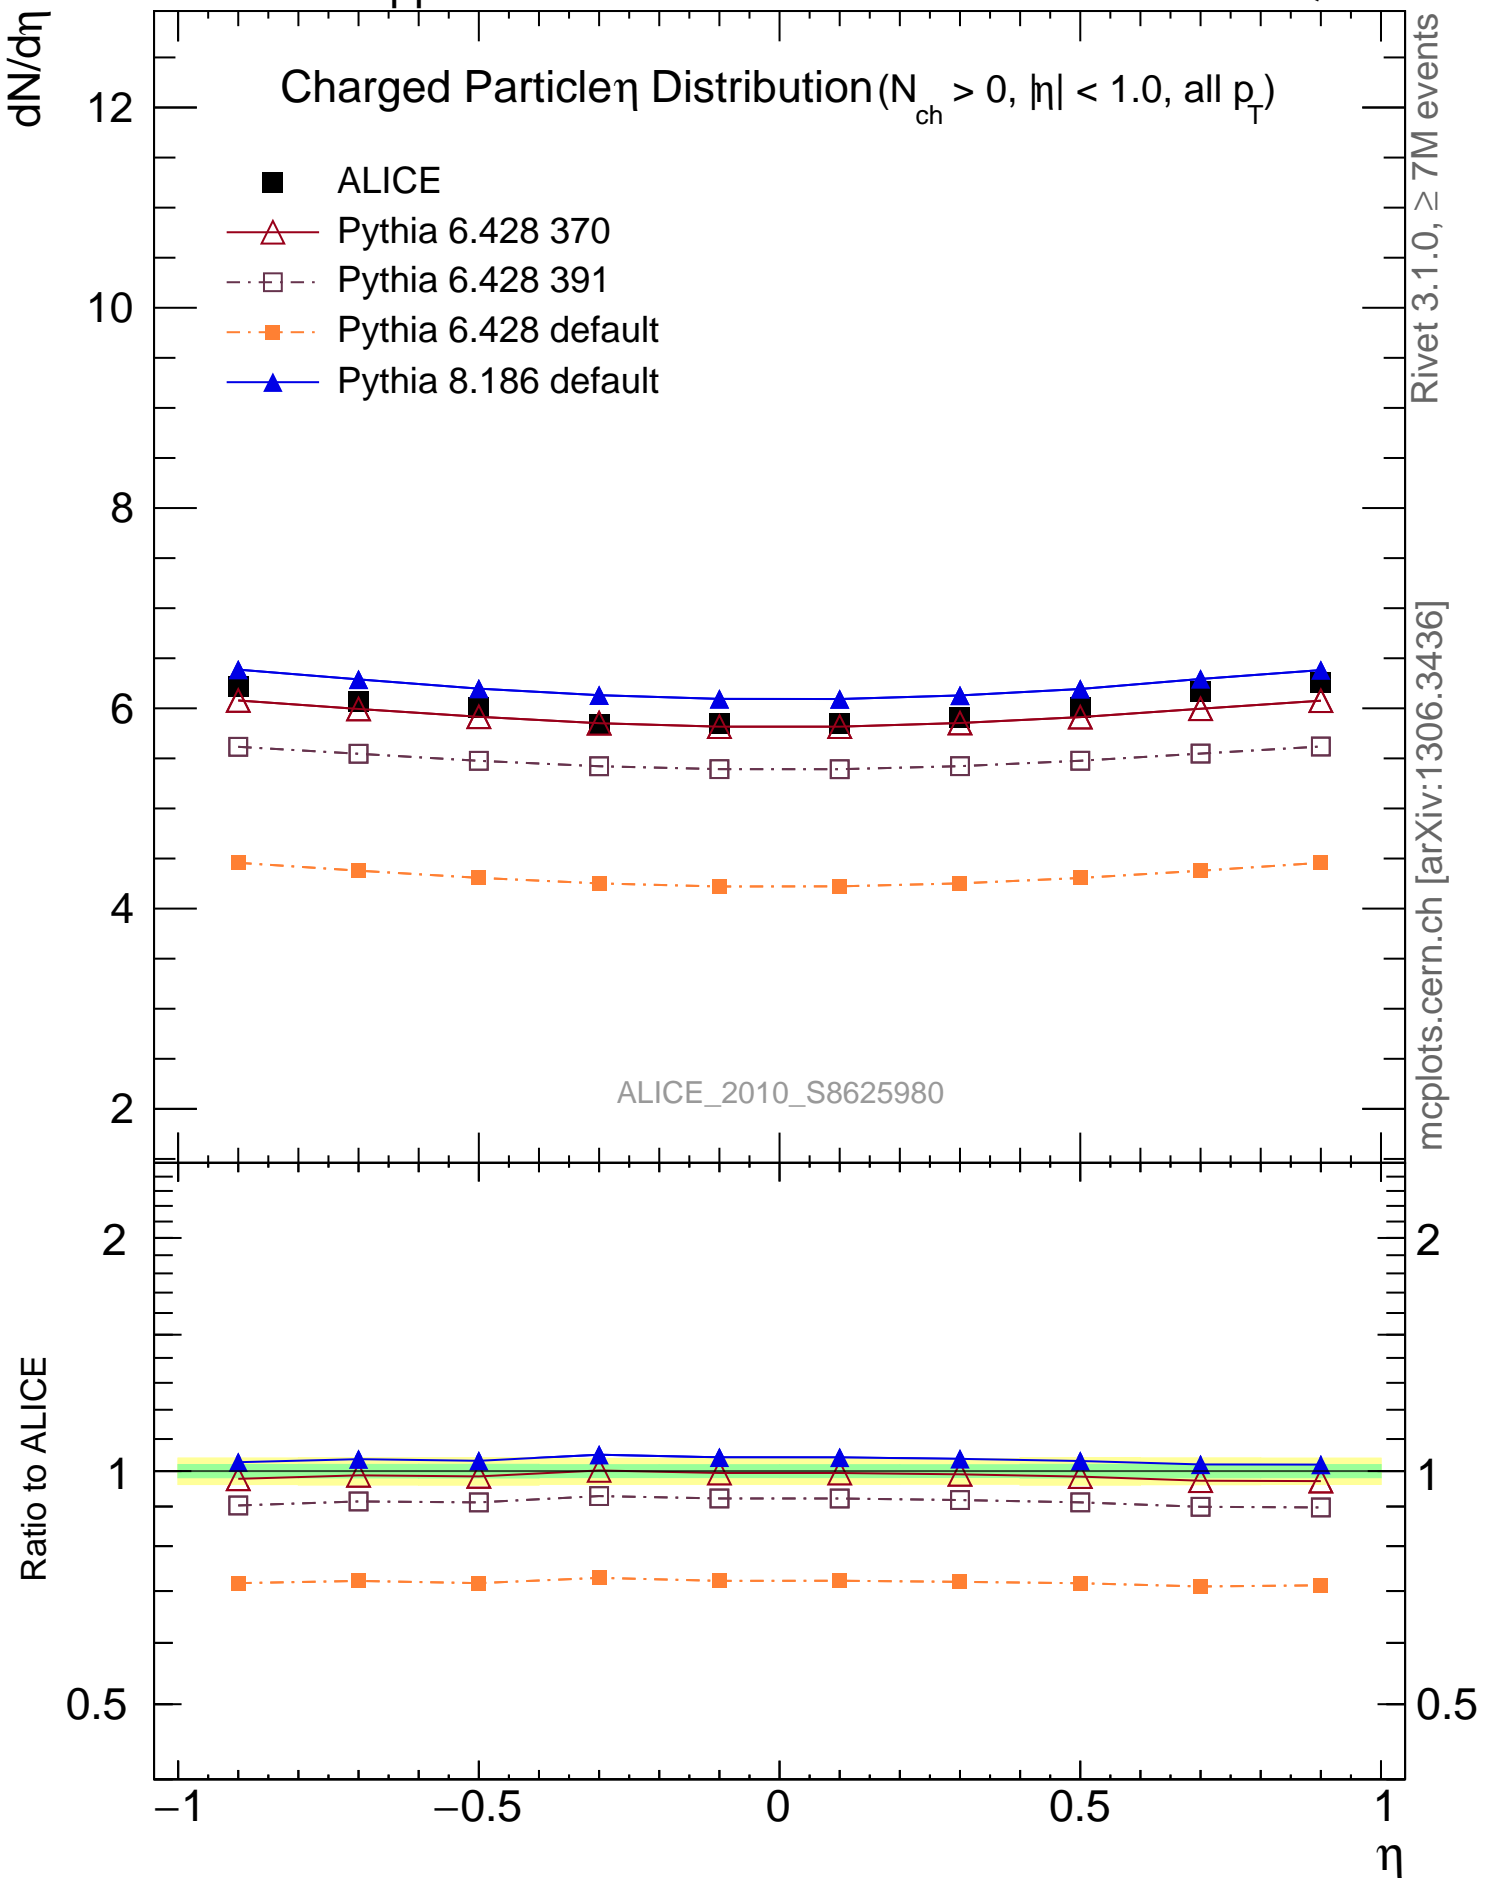 dN/dη
Charged Particleη Distribution (Nch > 0, |η| < 1.0, all pT)
ALICE
Pythia 6.428 370
Pythia 6.428 391
Pythia 6.428 default
Pythia 8.186 default
12
10
8
6
4
2
ALICE_2010_S8625980
Rivet 3.1.0, ≥ 7M events
mcplots.cern.ch [arXiv:1306.3436]
Ratio to ALICE
2
1
0.5
2
1
0.5
−1
−0.5
0
0.5
1
η